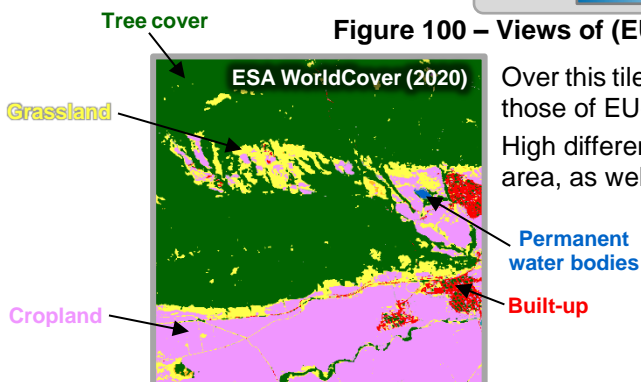 Tree cover
Figure 100 – Views of (EU
ESA WorldCover (2020)
Over this tile
those of EU
Grassland
High differen
area, as wel
Permanent
water bodies
Built-up
Cropland